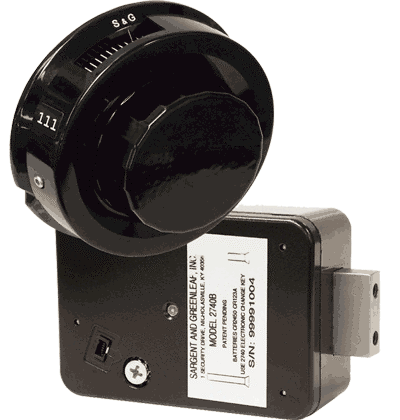 S&G
111
SARGENT AND GREENLEAF, INC.
1 SECURITY DRIVE, NICHOLASVILLE, KY 40356
MODEL 2740B
PATENT PENDING
BATTERIES CR2450 CR123A
USE 2740 ELECTRONIC CHANGE KEY
S/N: 99991004